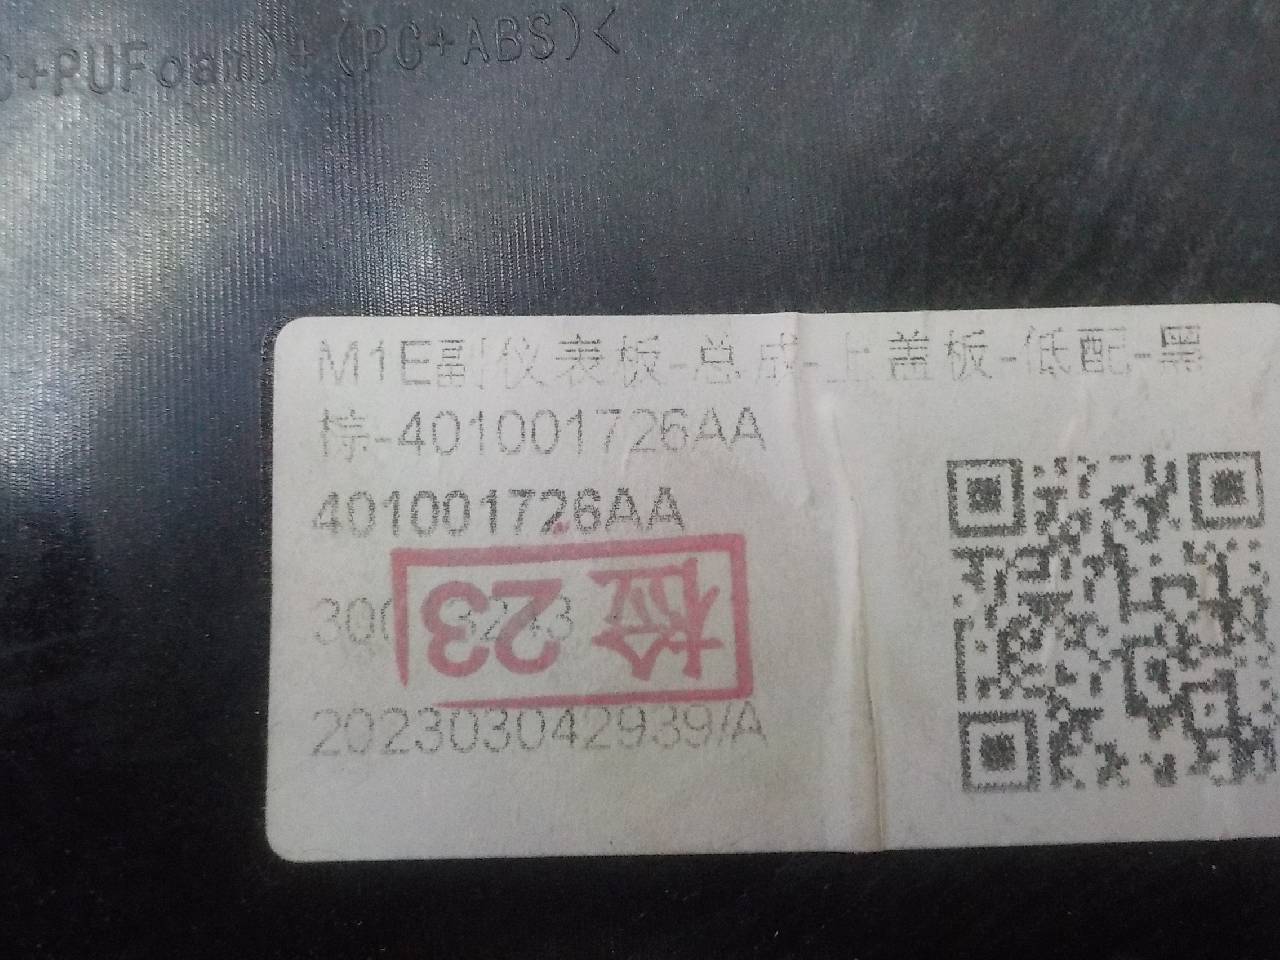 +PUFoam)+(PC+ABS)<
M1E副仪表板-总成-上盖板-低配-黑
棕-401001726AA
401001726AA
检 23
202303042939/A